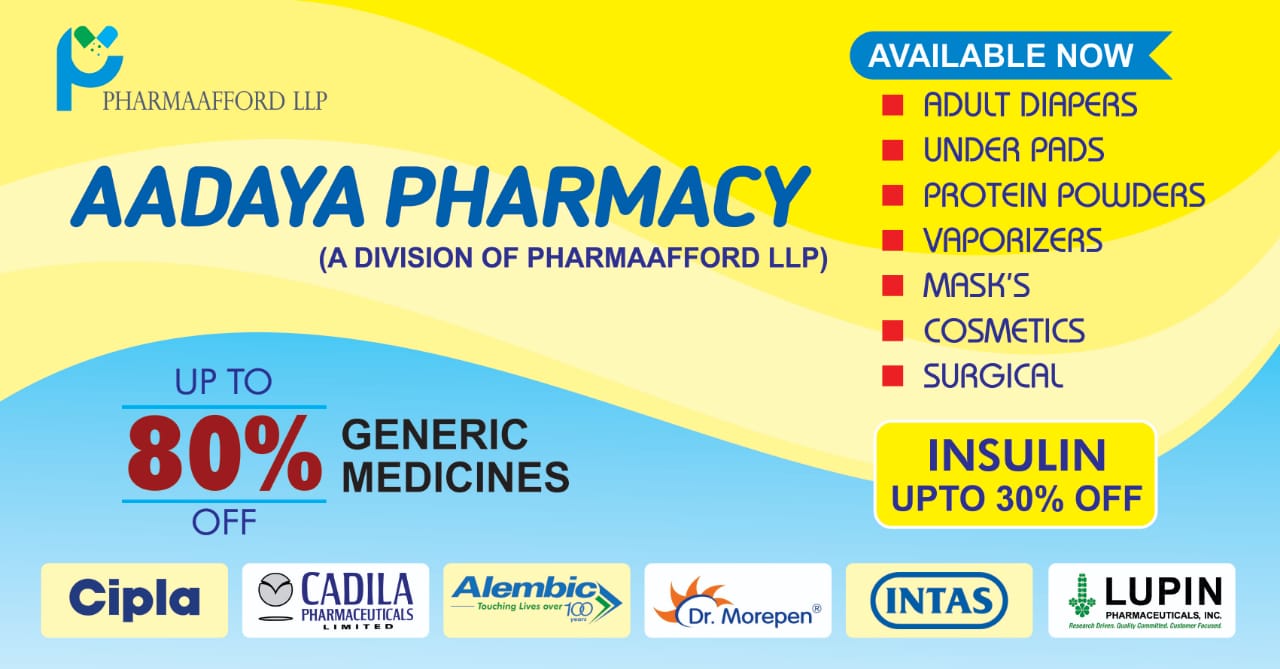 PHARMAAFFORD LLP
AADAYA PHARMACY
(A DIVISION OF PHARMAAFFORD LLP)
AVAILABLE NOW
ADULT DIAPERS
UNDER PADS
PROTEIN POWDERS
VAPORIZERS
MASK'S
COSMETICS
SURGICAL
UP TO
80%
OFF
GENERIC
MEDICINES
INSULIN
UPTO 30% OFF
Cipla
CADILA
PHARMACEUTICALS
LIMITED
Alembic
Touching Lives over
100
years
Dr. Morepen®
INTAS
LUPIN
PHARMACEUTICALS, INC.
Research Driven. Quality Committed. Customer Focused.